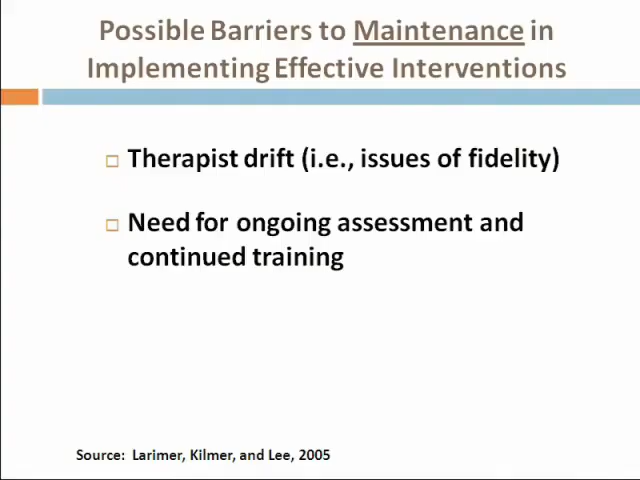 Possible Barriers to Maintenance in
Implementing Effective Interventions
Therapist drift (i.e., issues of fidelity)
Need for ongoing assessment and
continued training
Source: Larimer, Kilmer, and Lee, 2005